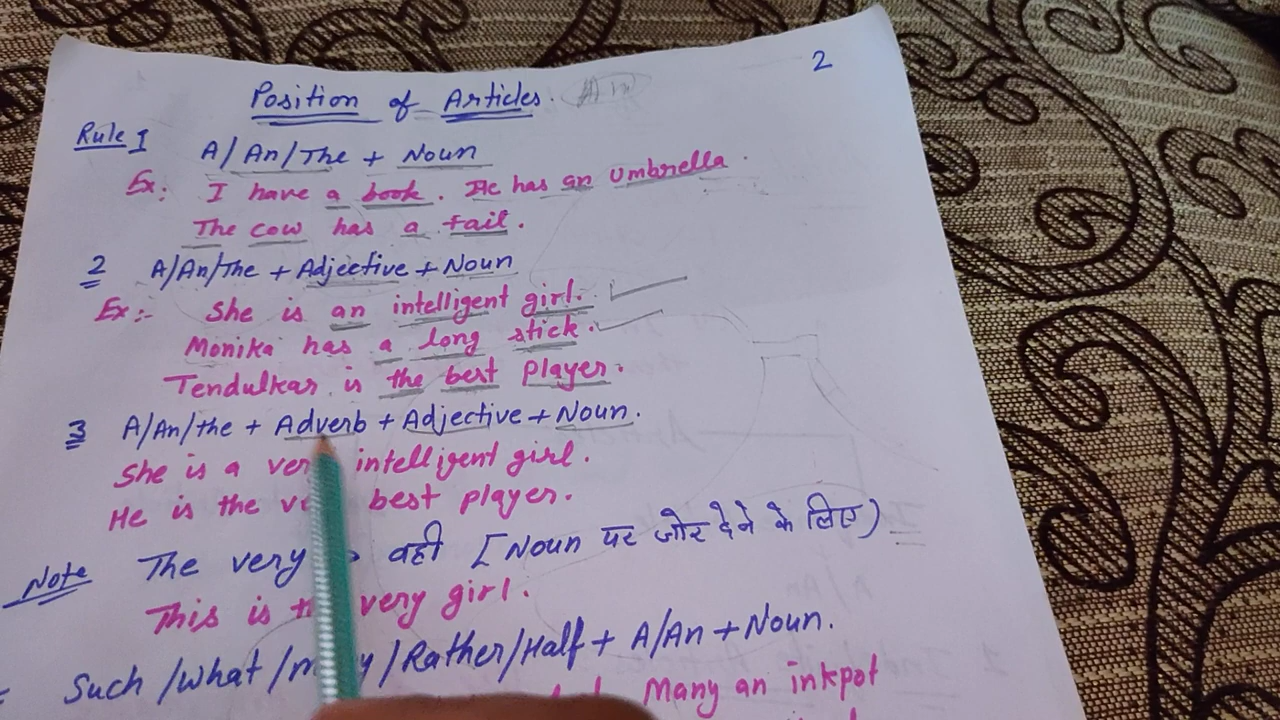 2
Position of Articles.
Rule 1 A/An/The + Noun
Ex: I have a book. He has an Umbrella.
The cow has a tail.
2 A/An/The + Adjective + Noun
Ex:- She is an intelligent girl.
Monika has a long stick.
Tendulkar is the best player.
3 A/An/the + Adverb + Adjective + Noun.
She is a very intelligent girl.
He is the best player.
Note The very वही [Noun पर जोर देने के लिए)
This is very girl.
Such/What/Many/Rather/Half + A/An + Noun.
Many an inkpot